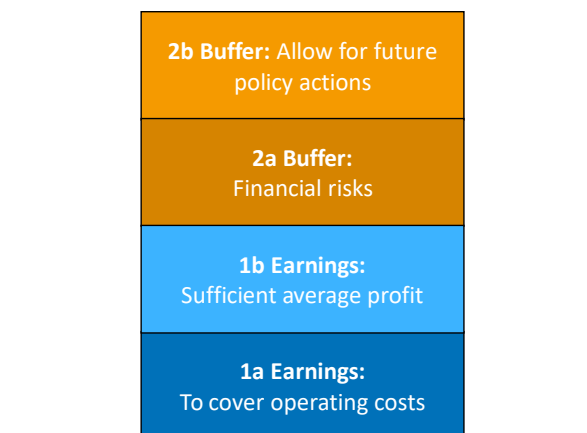 2b Buffer: Allow for future
policy actions
2a Buffer:
Financial risks
1b Earnings:
Sufficient average profit
1a Earnings:
To cover operating costs